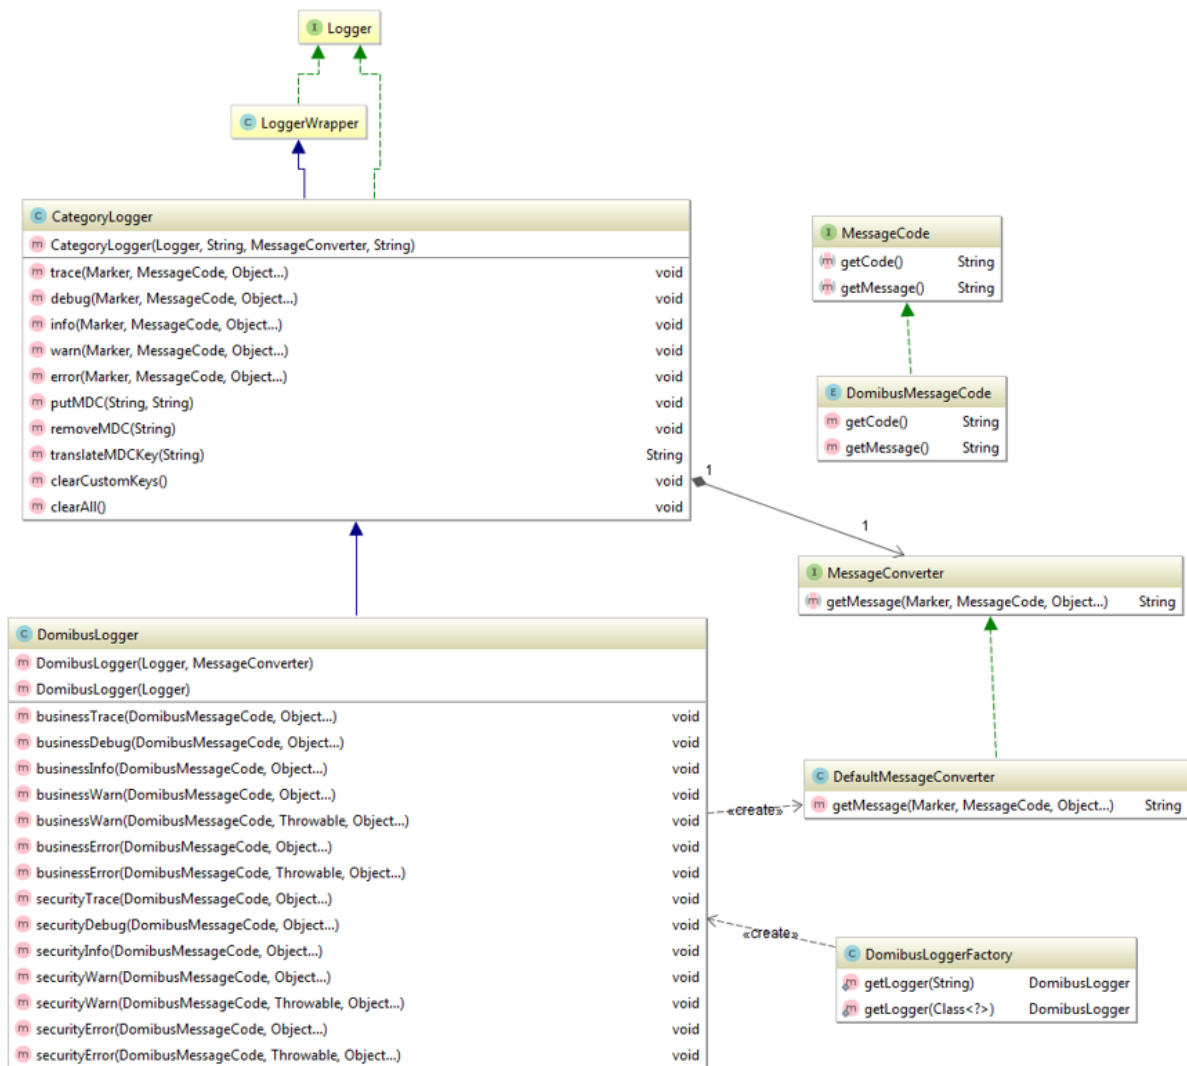 I Logger
C LoggerWrapper
C CategoryLogger
m CategoryLogger(Logger, String, MessageConverter, String)
m trace(Marker, MessageCode, Object...) void
m debug(Marker, MessageCode, Object...) void
m info(Marker, MessageCode, Object...) void
m warn(Marker, MessageCode, Object...) void
m error(Marker, MessageCode, Object...) void
m putMDC(String, String) void
m removeMDC(String) void
m translateMDCKey(String) String
m clearCustomKeys() void
m clearAll() void
I MessageCode
(m) getCode() String
(m) getMessage() String
E DomibusMessageCode
m getCode() String
m getMessage() String
1
1
I MessageConverter
(m) getMessage(Marker, MessageCode, Object...) String
C DomibusLogger
m DomibusLogger(Logger, MessageConverter)
m DomibusLogger(Logger)
m businessTrace(DomibusMessageCode, Object...) void
m businessDebug(DomibusMessageCode, Object...) void
m businessInfo(DomibusMessageCode, Object...) void
m businessWarn(DomibusMessageCode, Object...) void
m businessWarn(DomibusMessageCode, Throwable, Object...) void
m businessError(DomibusMessageCode, Object...) void
m businessError(DomibusMessageCode, Throwable, Object...) void
m securityTrace(DomibusMessageCode, Object...) void
m securityDebug(DomibusMessageCode, Object...) void
m securityInfo(DomibusMessageCode, Object...) void
m securityWarn(DomibusMessageCode, Object...) void
m securityWarn(DomibusMessageCode, Throwable, Object...) void
m securityError(DomibusMessageCode, Object...) void
m securityError(DomibusMessageCode, Throwable, Object...) void
C DefaultMessageConverter
m getMessage(Marker, MessageCode, Object...) String
«create»
«create»
C DomibusLoggerFactory
m getLogger(String) DomibusLogger
m getLogger(Class<?>) DomibusLogger